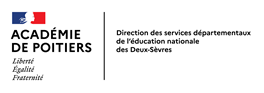 ACADÉMIE
DE POITIERS
Liberté
Égalité
Fraternité
Direction des services départementaux
de l'éducation nationale
des Deux-Sèvres